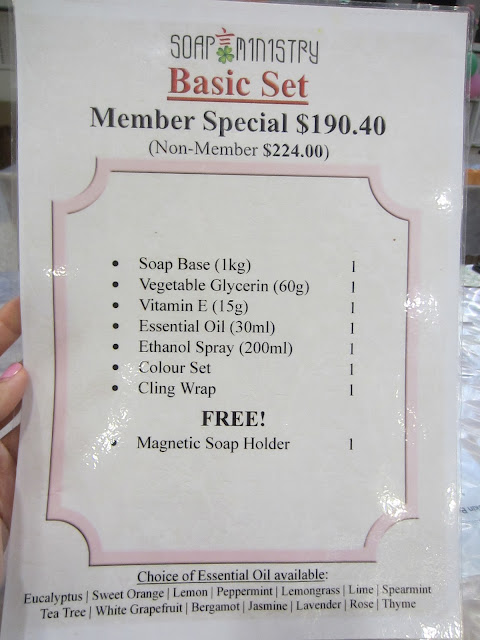 SOAP MINISTRY
Basic Set
Member Special $190.40
(Non-Member $224.00)
• Soap Base (1kg) 1
• Vegetable Glycerin (60g) 1
• Vitamin E (15g) 1
• Essential Oil (30ml) 1
• Ethanol Spray (200ml) 1
• Colour Set 1
• Cling Wrap 1
FREE!
• Magnetic Soap Holder 1
Choice of Essential Oil available:
Eucalyptus | Sweet Orange | Lemon | Peppermint | Lemongrass | Lime | Spearmint
Tea Tree | White Grapefruit | Bergamot | Jasmine | Lavender | Rose | Thyme